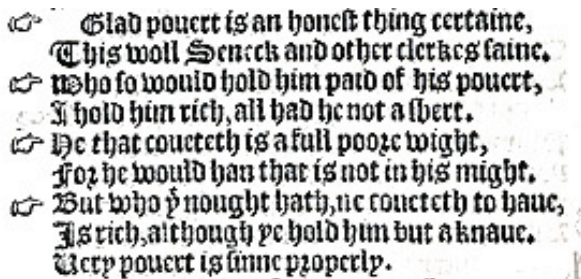 ☞ Glad pouert is an honest thing certaine,
This woll Seneck and other clerkes saine.
☞ Who so would hold him paid of his pouert,
I hold him rich, all had he not a shert.
☞ He that coueteth is a full poore wight,
For he would han that is not in his might.
☞ But who yͭ nought hath, ne coueteth to haue,
Is rich, although ye hold him but a knaue.
Uery pouert is sinne properly.